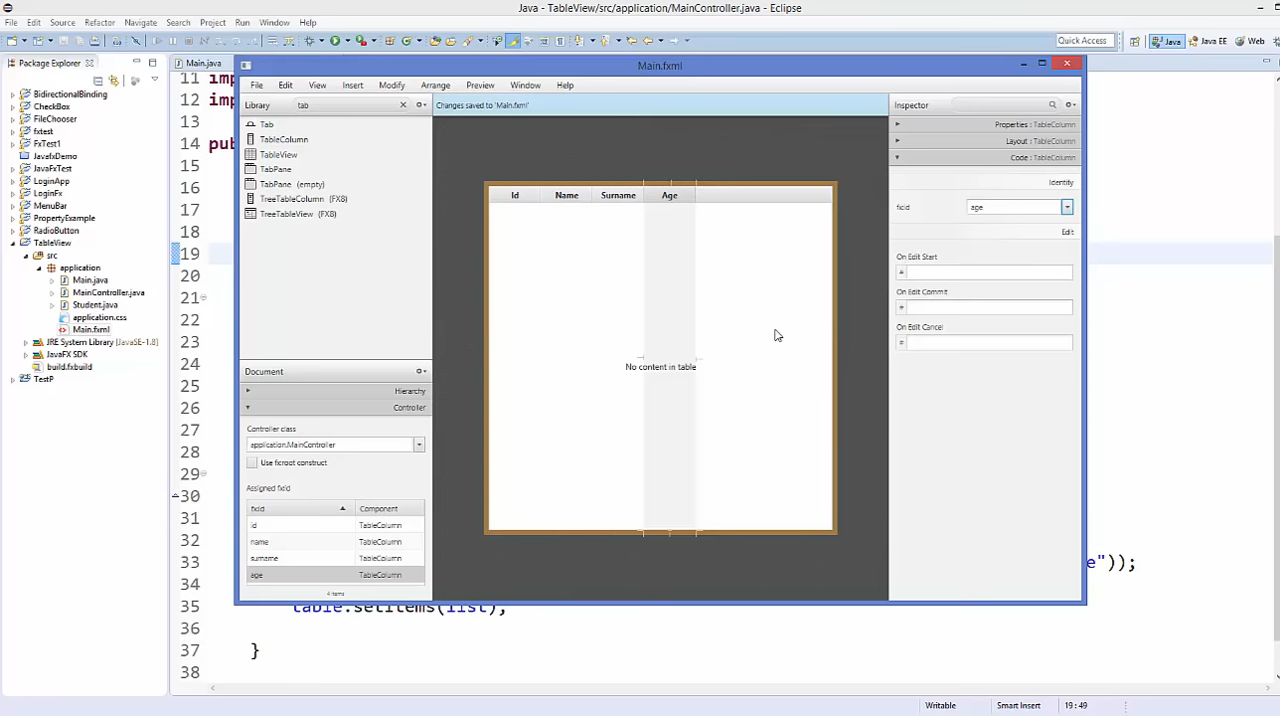 Java - TableView/src/application/MainController.java - Eclipse
File Edit Source Refactor Navigate Search Project Run Window Help
Quick Access Java Java EE Web
Package Explorer
BidirectionalBinding
CheckBox
FileChooser
fxtest
FxTest1
JavafxDemo
JavaFxTest
LoginApp
LoginFx
MenuBar
PropertyExample
RadioButton
TableView
src
application
Main.java
MainController.java
Student.java
application.css
Main.fxml
JRE System Library [JavaSE-1.8]
JavaFX SDK
build.fxbuild
TestP
Main.java
11 imp
12 imp
13
14 pub
15
16
17
18
19
20
21
22
23
24
25
26
27
28
29
30
31
32
33 e"));
34
35 table.setItems(list);
36
37 }
38
Main.fxml
File Edit View Insert Modify Arrange Preview Window Help
Library tab
Tab
TableColumn
TableView
TabPane
TabPane (empty)
TreeTableColumn (FX8)
TreeTableView (FX8)
Document
Hierarchy
Controller
Controller class
application.MainController
Use fx:root construct
Assigned field
fx:id Component
id TableColumn
name TableColumn
surname TableColumn
age TableColumn
4 items
Changes saved to 'Main.fxml'
Id Name Surname Age
No content in table
Inspector
Properties : TableColumn
Layout : TableColumn
Code : TableColumn
Identity
fx:id age
Edit
On Edit Start
#
On Edit Commit
#
On Edit Cancel
#
Writable Smart Insert 19 : 49